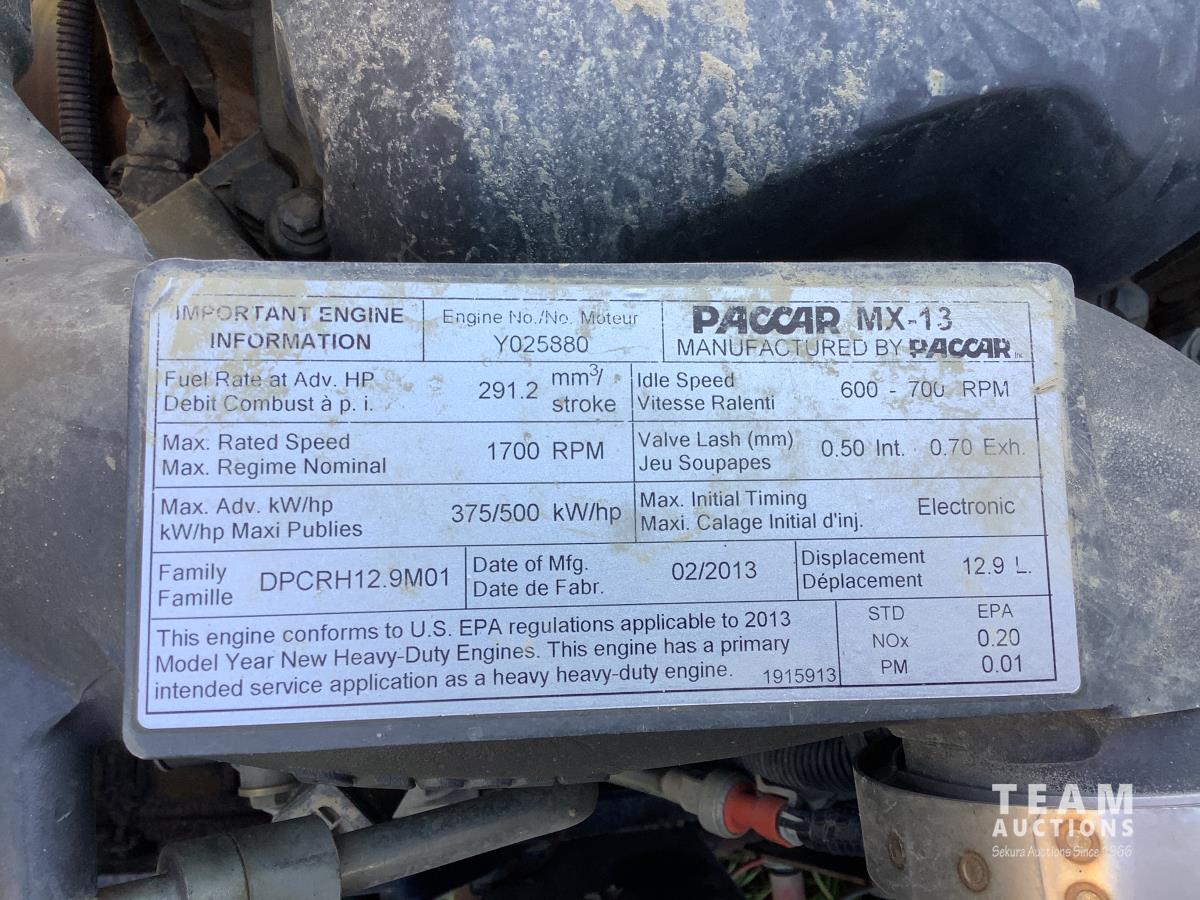 IMPORTANT ENGINE
INFORMATION
Engine No./No. Moteur
Y025880
PACCAR MX-13
MANUFACTURED BY PACCAR Inc
Fuel Rate at Adv. HP
Debit Combust à p. i.
291.2 mm3/
stroke
Idle Speed
Vitesse Ralenti
600 - 700 RPM
Max. Rated Speed
Max. Regime Nominal
1700 RPM
Valve Lash (mm)
Jeu Soupapes
0.50 Int. 0.70 Exh.
Max. Adv. kW/hp
kW/hp Maxi Publies
375/500 kW/hp
Max. Initial Timing
Maxi. Calage Initial d'inj.
Electronic
Family
Famille
DPCRH12.9M01
Date of Mfg.
Date de Fabr.
02/2013
Displacement
Déplacement
12.9 L.
This engine conforms to U.S. EPA regulations applicable to 2013
Model Year New Heavy-Duty Engines. This engine has a primary
intended service application as a heavy heavy-duty engine. 1915913
STD EPA
NOx 0.20
PM 0.01
TEAM
AUCTIONS
Sekura Auctions Since 1966